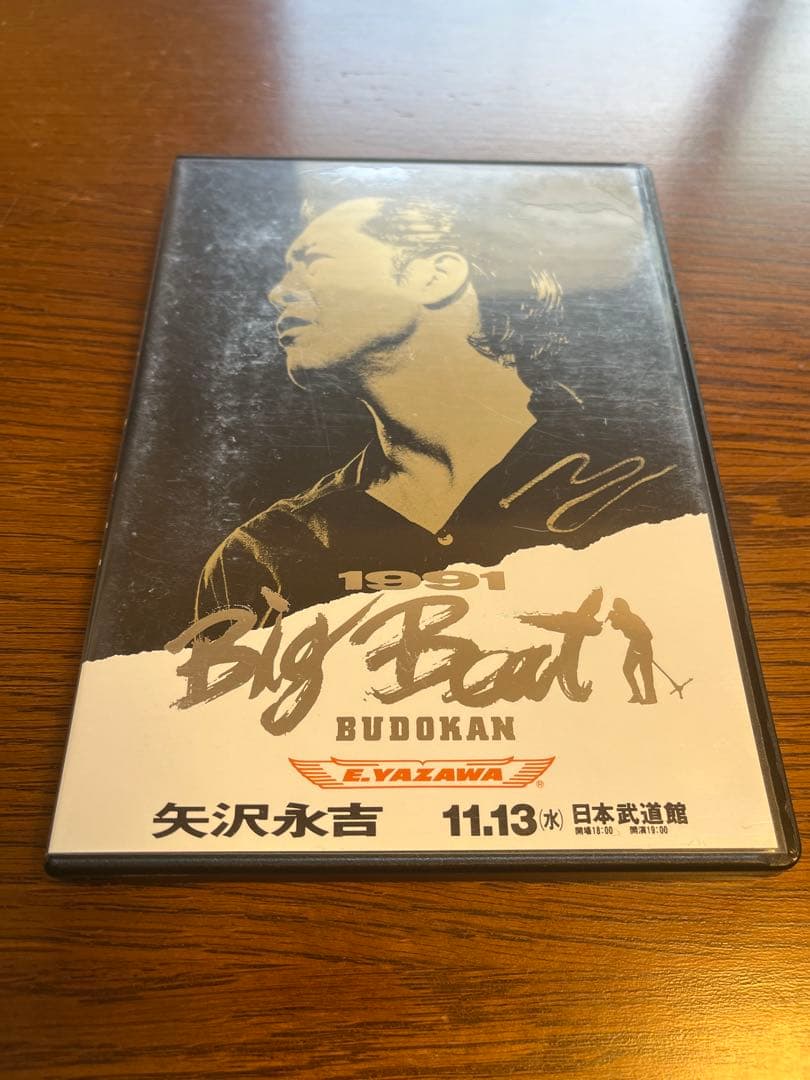 1991
Big Beat
BUDOKAN
E.YAZAWA ®
矢沢永吉 11.13(水) 日本武道館
開場18:00 開演19:00